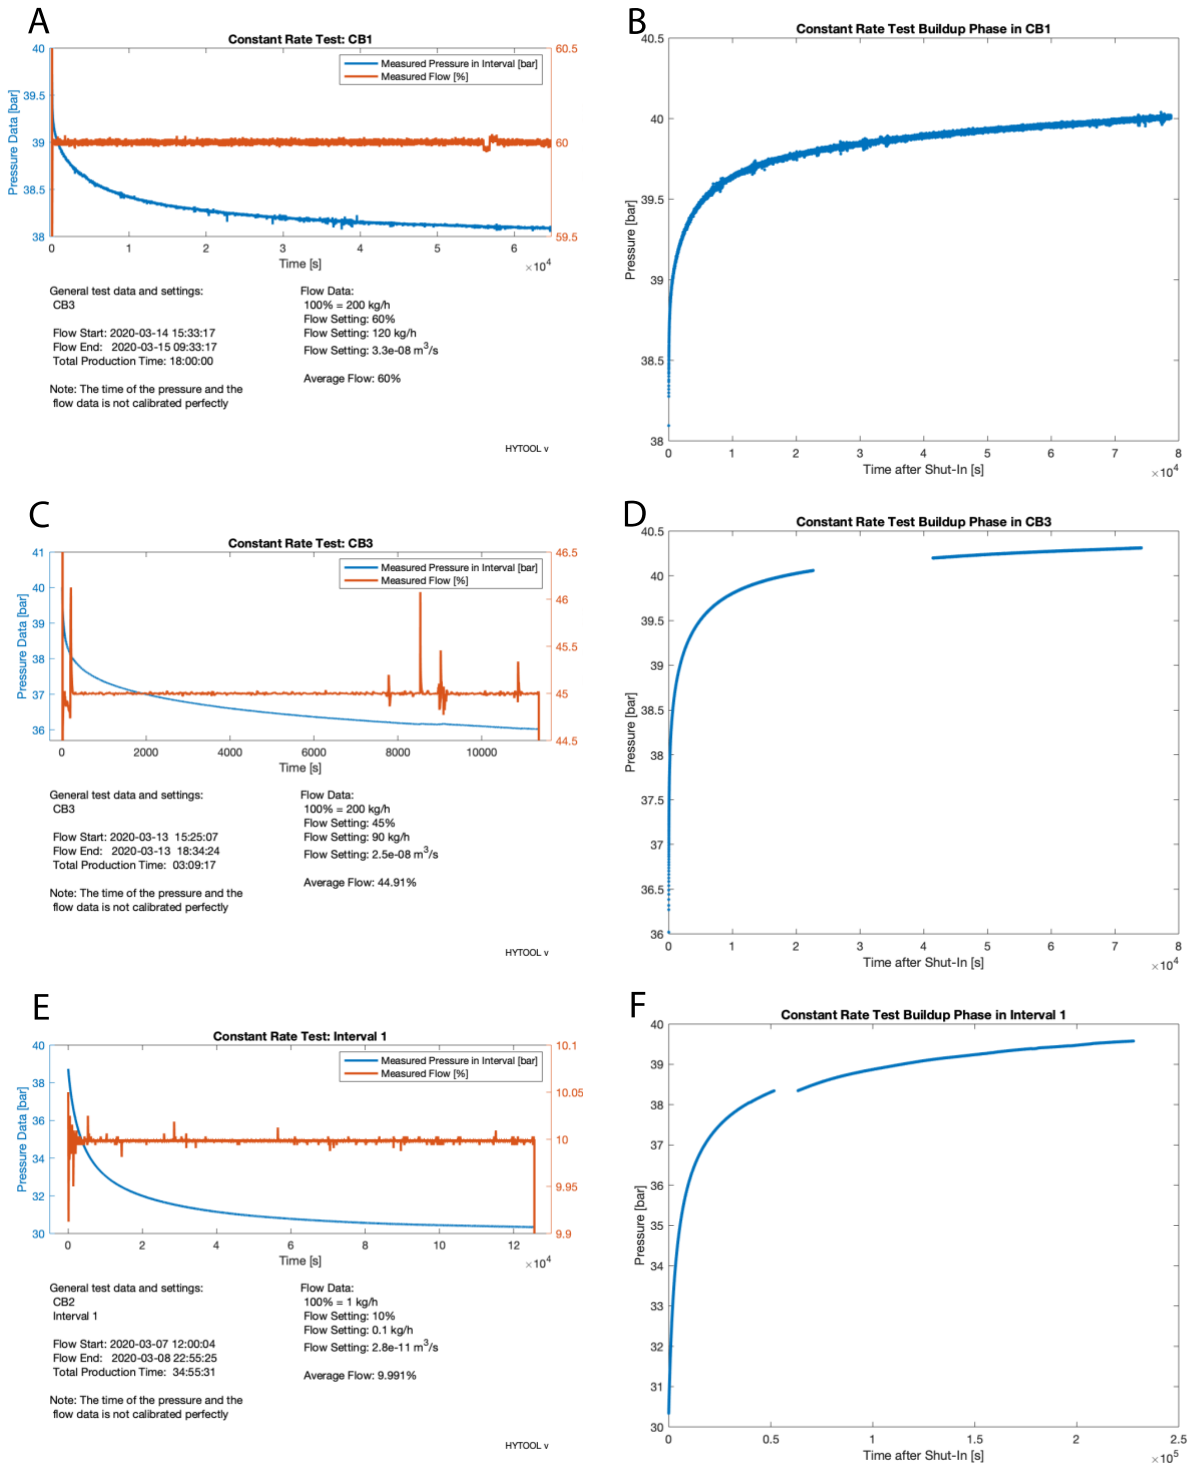 A
Constant Rate Test: CB1
Measured Pressure in Interval [bar]
Measured Flow [%]
Pressure Data [bar]
40
39.5
39
38.5
38
60.5
60
59.5
0 1 2 3 4 5 6
×10^4
Time [s]
General test data and settings:
CB3
Flow Start: 2020-03-14 15:33:17
Flow End: 2020-03-15 09:33:17
Total Production Time: 18:00:00
Note: The time of the pressure and the
flow data is not calibrated perfectly
Flow Data:
100% = 200 kg/h
Flow Setting: 60%
Flow Setting: 120 kg/h
Flow Setting: 3.3e-08 m^3/s
Average Flow: 60%
HYTOOL v
B
Constant Rate Test Buildup Phase in CB1
Pressure [bar]
40.5
40
39.5
39
38.5
38
0 1 2 3 4 5 6 7 8
×10^4
Time after Shut-In [s]
C
Constant Rate Test: CB3
Measured Pressure in Interval [bar]
Measured Flow [%]
Pressure Data [bar]
41
40
39
38
37
36
46.5
46
45.5
45
44.5
0 2000 4000 6000 8000 10000
Time [s]
General test data and settings:
CB3
Flow Start: 2020-03-13 15:25:07
Flow End: 2020-03-13 18:34:24
Total Production Time: 03:09:17
Note: The time of the pressure and the
flow data is not calibrated perfectly
Flow Data:
100% = 200 kg/h
Flow Setting: 45%
Flow Setting: 90 kg/h
Flow Setting: 2.5e-08 m^3/s
Average Flow: 44.91%
HYTOOL v
D
Constant Rate Test Buildup Phase in CB3
Pressure [bar]
40.5
40
39.5
39
38.5
38
37.5
37
36.5
36
0 1 2 3 4 5 6 7 8
×10^4
Time after Shut-In [s]
E
Constant Rate Test: Interval 1
Measured Pressure in Interval [bar]
Measured Flow [%]
Pressure Data [bar]
40
38
36
34
32
30
10.1
10.05
10
9.95
9.9
0 2 4 6 8 10 12
×10^4
Time [s]
General test data and settings:
CB2
Interval 1
Flow Start: 2020-03-07 12:00:04
Flow End: 2020-03-08 22:55:25
Total Production Time: 34:55:31
Note: The time of the pressure and the
flow data is not calibrated perfectly
Flow Data:
100% = 1 kg/h
Flow Setting: 10%
Flow Setting: 0.1 kg/h
Flow Setting: 2.8e-11 m^3/s
Average Flow: 9.991%
HYTOOL v
F
Constant Rate Test Buildup Phase in Interval 1
Pressure [bar]
40
39
38
37
36
35
34
33
32
31
30
0 0.5 1 1.5 2 2.5
×10^5
Time after Shut-In [s]